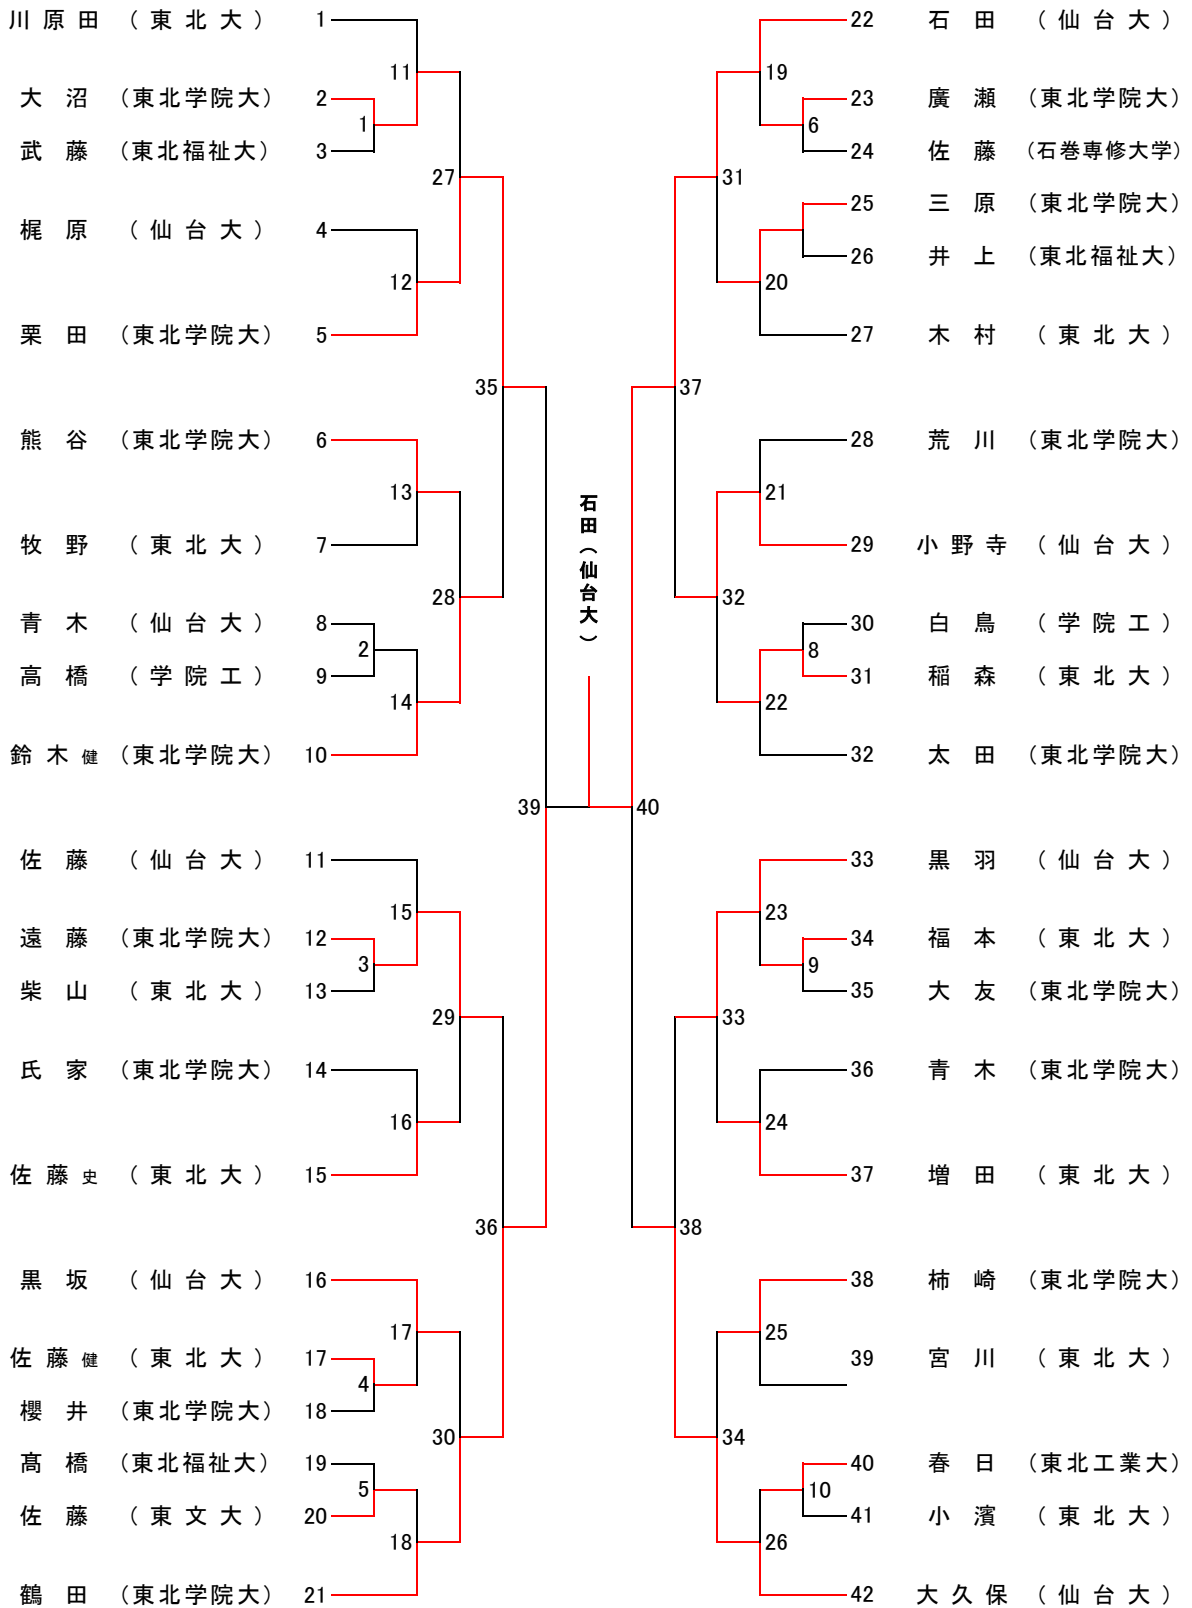 川原田 （東北大） 1
大沼 （東北学院大） 2
武藤 （東北福祉大） 3
梶原 （仙台大） 4
栗田 （東北学院大） 5
熊谷 （東北学院大） 6
牧野 （東北大） 7
青木 （仙台大） 8
高橋 （学院工） 9
鈴木健 （東北学院大） 10
佐藤 （仙台大） 11
遠藤 （東北学院大） 12
柴山 （東北大） 13
氏家 （東北学院大） 14
佐藤史 （東北大） 15
黒坂 （仙台大） 16
佐藤健 （東北大） 17
櫻井 （東北学院大） 18
髙橋 （東北福祉大） 19
佐藤 （東文大） 20
鶴田 （東北学院大） 21
11
1
27
12
35
13
28
2
14
39
15
3
29
16
36
17
4
30
5
18
石田（仙台大）
40
19
6
31
20
37
21
32
8
22
23
9
33
24
38
25
34
10
26
22 石田 （仙台大）
23 廣瀬 （東北学院大）
24 佐藤 （石巻専修大学）
25 三原 （東北学院大）
26 井上 （東北福祉大）
27 木村 （東北大）
28 荒川 （東北学院大）
29 小野寺 （仙台大）
30 白鳥 （学院工）
31 稲森 （東北大）
32 太田 （東北学院大）
33 黒羽 （仙台大）
34 福本 （東北大）
35 大友 （東北学院大）
36 青木 （東北学院大）
37 増田 （東北大）
38 柿崎 （東北学院大）
39 宮川 （東北大）
40 春日 （東北工業大）
41 小濱 （東北大）
42 大久保 （仙台大）